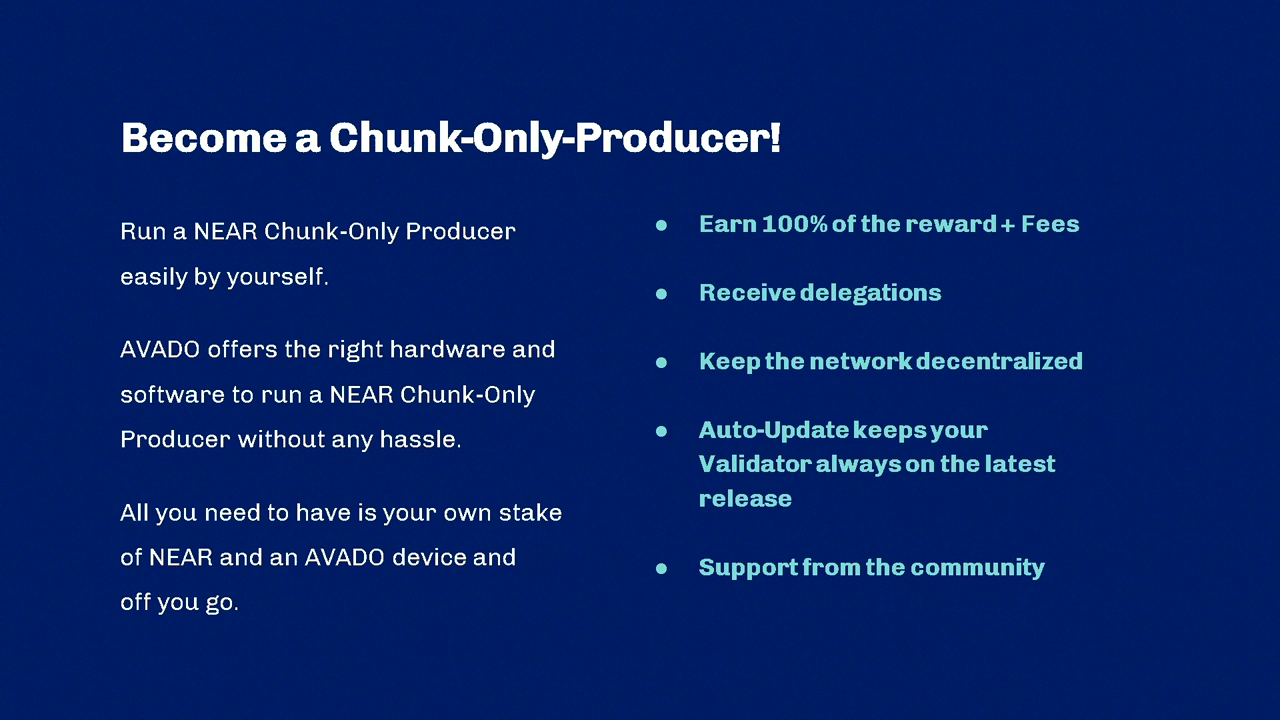 Become a Chunk-Only-Producer!
Run a NEAR Chunk-Only Producer
easily by yourself.
AVADO offers the right hardware and
software to run a NEAR Chunk-Only
Producer without any hassle.
All you need to have is your own stake
of NEAR and an AVADO device and
off you go.
● Earn 100% of the reward + Fees
● Receive delegations
● Keep the network decentralized
● Auto-Update keeps your
Validator always on the latest
release
● Support from the community